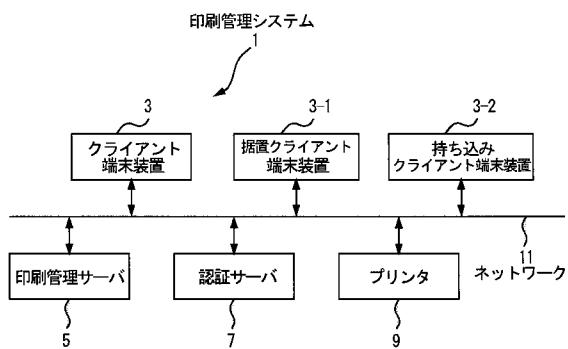 印刷管理システム
1
3
3-1
3-2
クライアント
端末装置
据置クライアント
端末装置
持ち込み
クライアント端末装置
印刷管理サーバ
認証サーバ
プリンタ
11
ネットワーク
5
7
9